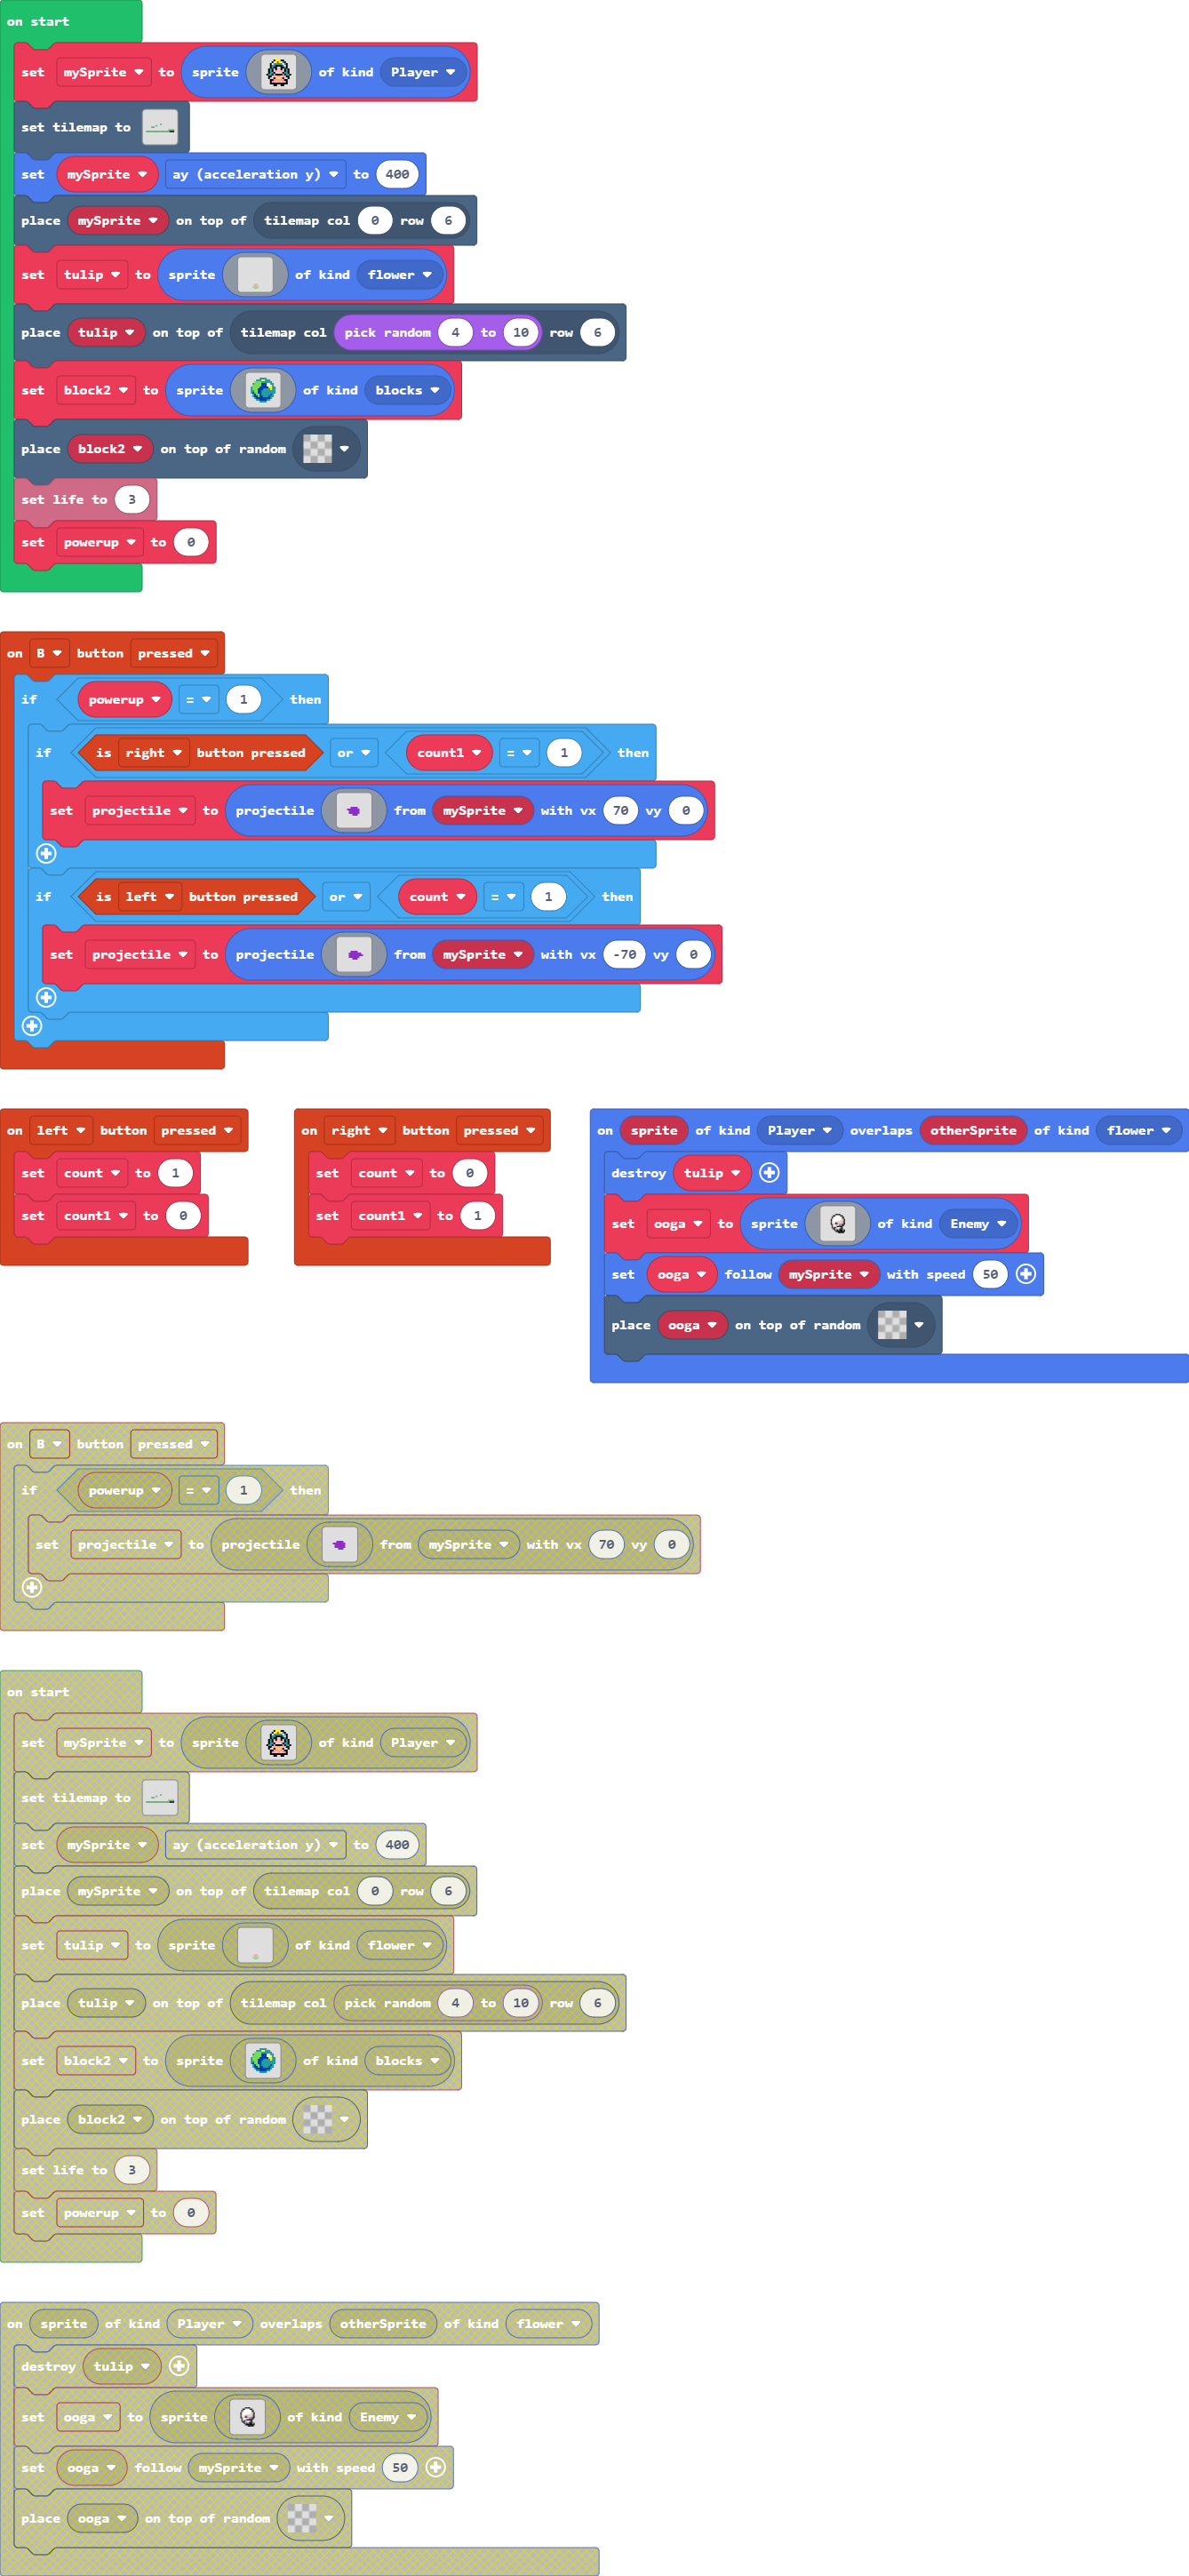 on start
set mySprite to sprite of kind Player
set tilemap to
set mySprite ay (acceleration y) to 400
place mySprite on top of tilemap col 0 row 6
set tulip to sprite of kind flower
place tulip on top of tilemap col pick random 4 to 10 row 6
set block2 to sprite of kind blocks
place block2 on top of random
set life to 3
set powerup to 0
on B button pressed
if powerup = 1 then
if is right button pressed or count1 = 1 then
set projectile to projectile from mySprite with vx 70 vy 0
if is left button pressed or count = 1 then
set projectile to projectile from mySprite with vx -70 vy 0
on left button pressed
set count to 1
set count1 to 0
on right button pressed
set count to 0
set count1 to 1
on sprite of kind Player overlaps otherSprite of kind flower
destroy tulip
set ooga to sprite of kind Enemy
set ooga follow mySprite with speed 50
place ooga on top of random
on B button pressed
if powerup = 1 then
set projectile to projectile from mySprite with vx 70 vy 0
on start
set mySprite to sprite of kind Player
set tilemap to
set mySprite ay (acceleration y) to 400
place mySprite on top of tilemap col 0 row 6
set tulip to sprite of kind flower
place tulip on top of tilemap col pick random 4 to 10 row 6
set block2 to sprite of kind blocks
place block2 on top of random
set life to 3
set powerup to 0
on sprite of kind Player overlaps otherSprite of kind flower
destroy tulip
set ooga to sprite of kind Enemy
set ooga follow mySprite with speed 50
place ooga on top of random